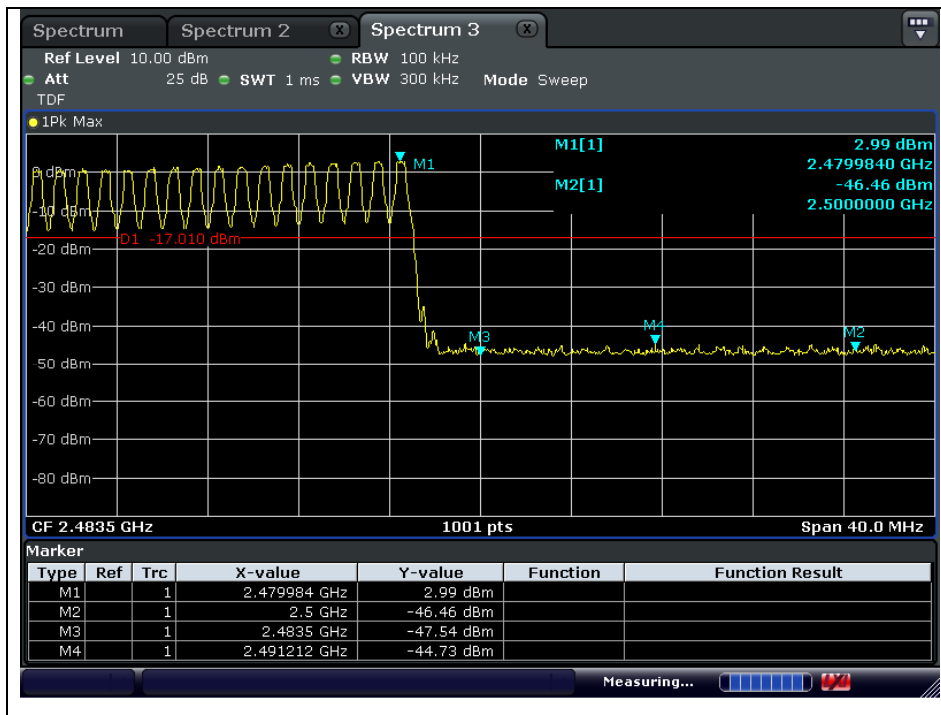 Spectrum Spectrum 2 X Spectrum 3 X
Ref Level 10.00 dBm RBW 100 kHz
Att 25 dB SWT 1 ms VBW 300 kHz Mode Sweep
TDF
1Pk Max
M1[1] 2.99 dBm
2.4799840 GHz
M2[1] -46.46 dBm
2.5000000 GHz
M1
0 dBm
-10 dBm
D1 -17.010 dBm
-20 dBm
-30 dBm
-40 dBm
M3 M4 M2
-50 dBm
-60 dBm
-70 dBm
-80 dBm
CF 2.4835 GHz 1001 pts Span 40.0 MHz
Marker
Type Ref Trc X-value Y-value Function Function Result
M1 1 2.479984 GHz 2.99 dBm
M2 1 2.5 GHz -46.46 dBm
M3 1 2.4835 GHz -47.54 dBm
M4 1 2.491212 GHz -44.73 dBm
Measuring...